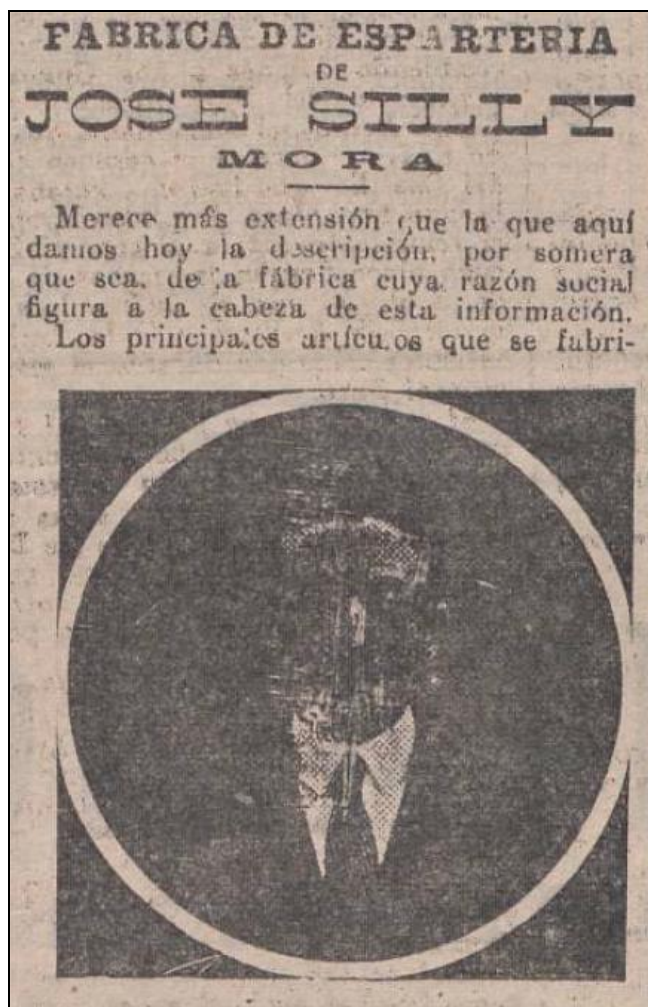 FABRICA DE ESPARTERIA
DE
JOSE SILLY
MORA
Merece más extensión que la que aquí
damos hoy la descripción, por somera
que sea, de la fábrica cuya razón social
figura a la cabeza de esta información.
Los principales artículos que se fabri-